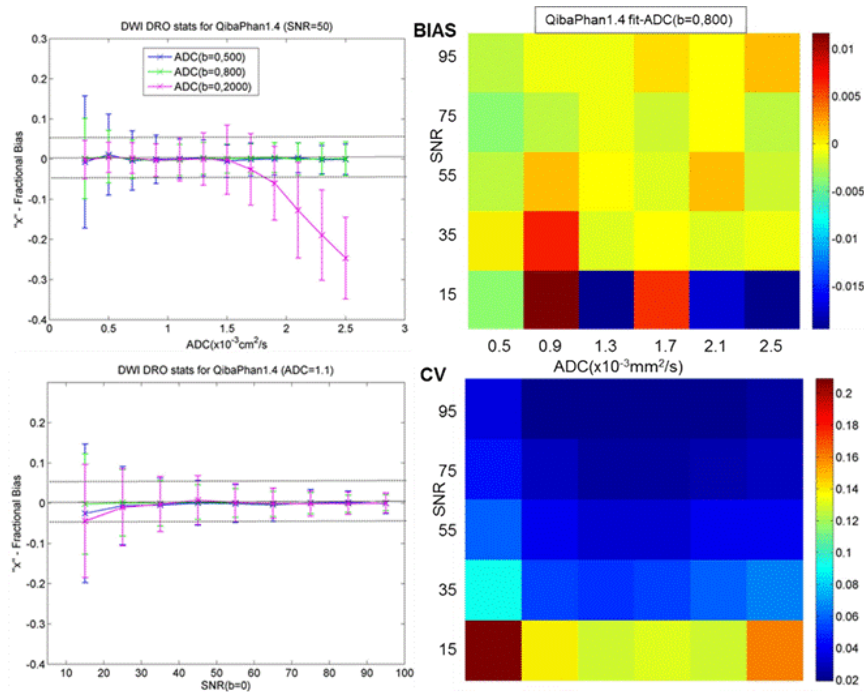 DWI DRO stats for QibaPhan1.4 (SNR=50)
0.3
0.2
0.1
0
-0.1
-0.2
-0.3
-0.4
"x" - Fractional Bias
ADC(b=0,500)
ADC(b=0,800)
ADC(b=0,2000)
0 0.5 1 1.5 2 2.5 3
ADC(x10⁻³cm²/s)
BIAS
QibaPhan1.4 fit-ADC(b=0,800)
SNR
95
75
55
35
15
0.5 0.9 1.3 1.7 2.1 2.5
ADC(x10⁻³mm²/s)
0.01
0.005
0
-0.005
-0.01
-0.015
DWI DRO stats for QibaPhan1.4 (ADC=1.1)
0.2
0.1
0
-0.1
-0.2
-0.3
-0.4
"x" - Fractional Bias
10 20 30 40 50 60 70 80 90 100
SNR(b=0)
CV
SNR
95
75
55
35
15
0.2
0.18
0.16
0.14
0.12
0.1
0.08
0.06
0.04
0.02